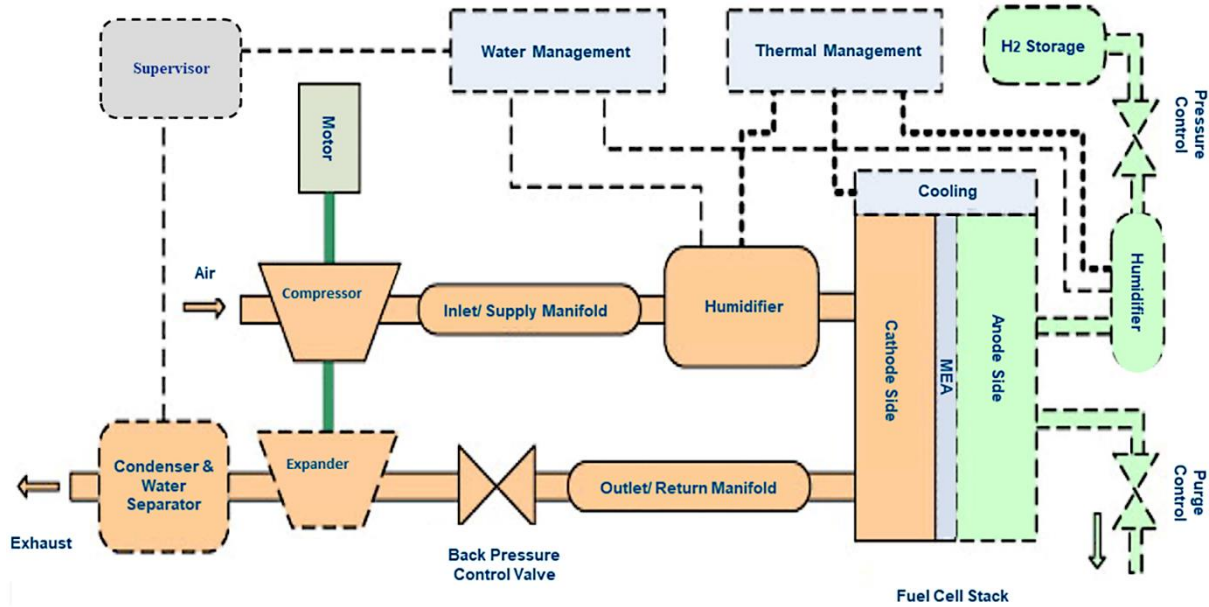 Supervisor
Water Management
Thermal Management
H2 Storage
Pressure
Control
Motor
Cooling
Air
Compressor
Inlet/ Supply Manifold
Humidifier
Cathode Side
MEA
Anode Side
Humidifier
Condenser &
Water
Separator
Expander
Outlet/ Return Manifold
Purge
Control
Exhaust
Back Pressure
Control Valve
Fuel Cell Stack